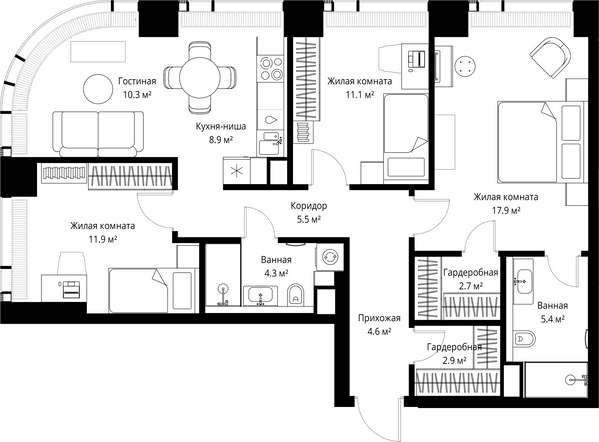 Гостиная
10.3 м²
Кухня-ниша
8.9 м²
Жилая комната
11.1 м²
Жилая комната
17.9 м²
Коридор
5.5 м²
Жилая комната
11.9 м²
Ванная
4.3 м²
Гардеробная
2.7 м²
Ванная
5.4 м²
Прихожая
4.6 м²
Гардеробная
2.9 м²